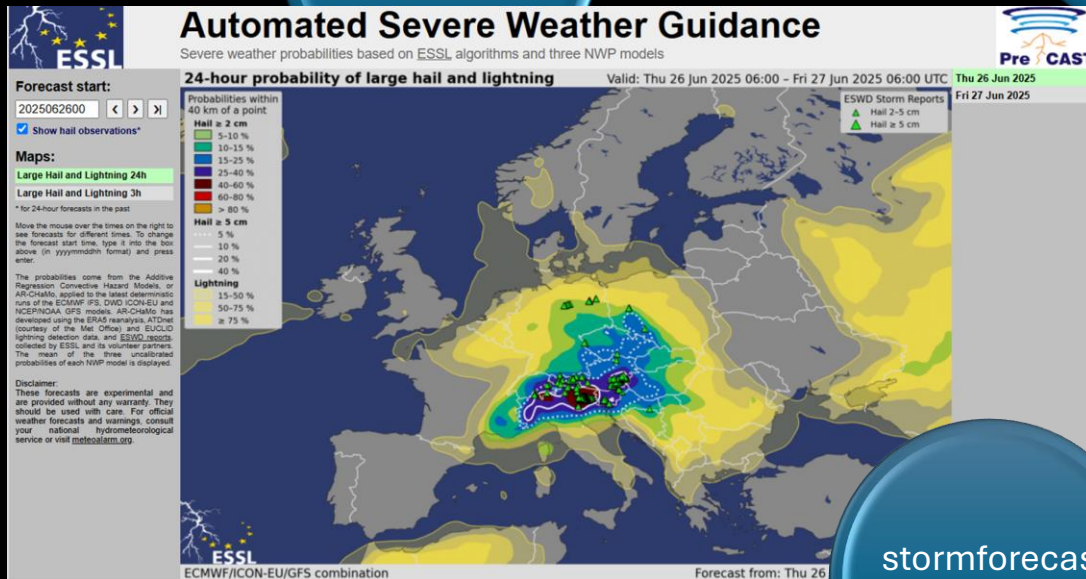 Automated Severe Weather Guidance
Severe weather probabilities based on ESSL algorithms and three NWP models
ESSL
Pre CAST
Forecast start:
2025062600
Show hail observations*
Maps:
Large Hail and Lightning 24h
Large Hail and Lightning 3h
* for 24-hour forecasts in the past
Move the mouse over the times on the right to
see forecasts for different times. To change
the forecast start time, type it into the box
above (in yyyymmddhh format) and press
enter.
The probabilities come from the Additive
Regression Convective Hazard Models, or
AR-CHaMo, applied to the latest deterministic
runs of the ECMWF IFS, DWD ICON-EU and
NCEP/NOAA GFS models. AR-CHaMo has
developed using the ERA5 reanalysis, ATDnet
(courtesy of the Met Office) and EUCLID
lightning detection data, and ESWD reports,
collected by ESSL and its volunteer partners.
The mean of the three uncalibrated
probabilities of each NWP model is displayed.
Disclaimer:
These forecasts are experimental and
are provided without any warranty. They
should be used with care. For official
weather forecasts and warnings, consult
your national hydrometeorological
service or visit meteoalarm.org.
24-hour probability of large hail and lightning
Valid: Thu 26 Jun 2025 06:00 - Fri 27 Jun 2025 06:00 UTC
Probabilities within
40 km of a point
Hail ≥ 2 cm
5-10 %
10-15 %
15-25 %
25-40 %
40-60 %
60-80 %
> 80 %
Hail ≥ 5 cm
5 %
10 %
20 %
40 %
Lightning
15-50 %
50-75 %
≥ 75 %
ESWD Storm Reports
Hail 2-5 cm
Hail ≥ 5 cm
Thu 26 Jun 2025
Fri 27 Jun 2025
ESSL
ECMWF/ICON-EU/GFS combination
Forecast from: Thu 26
stormforecas